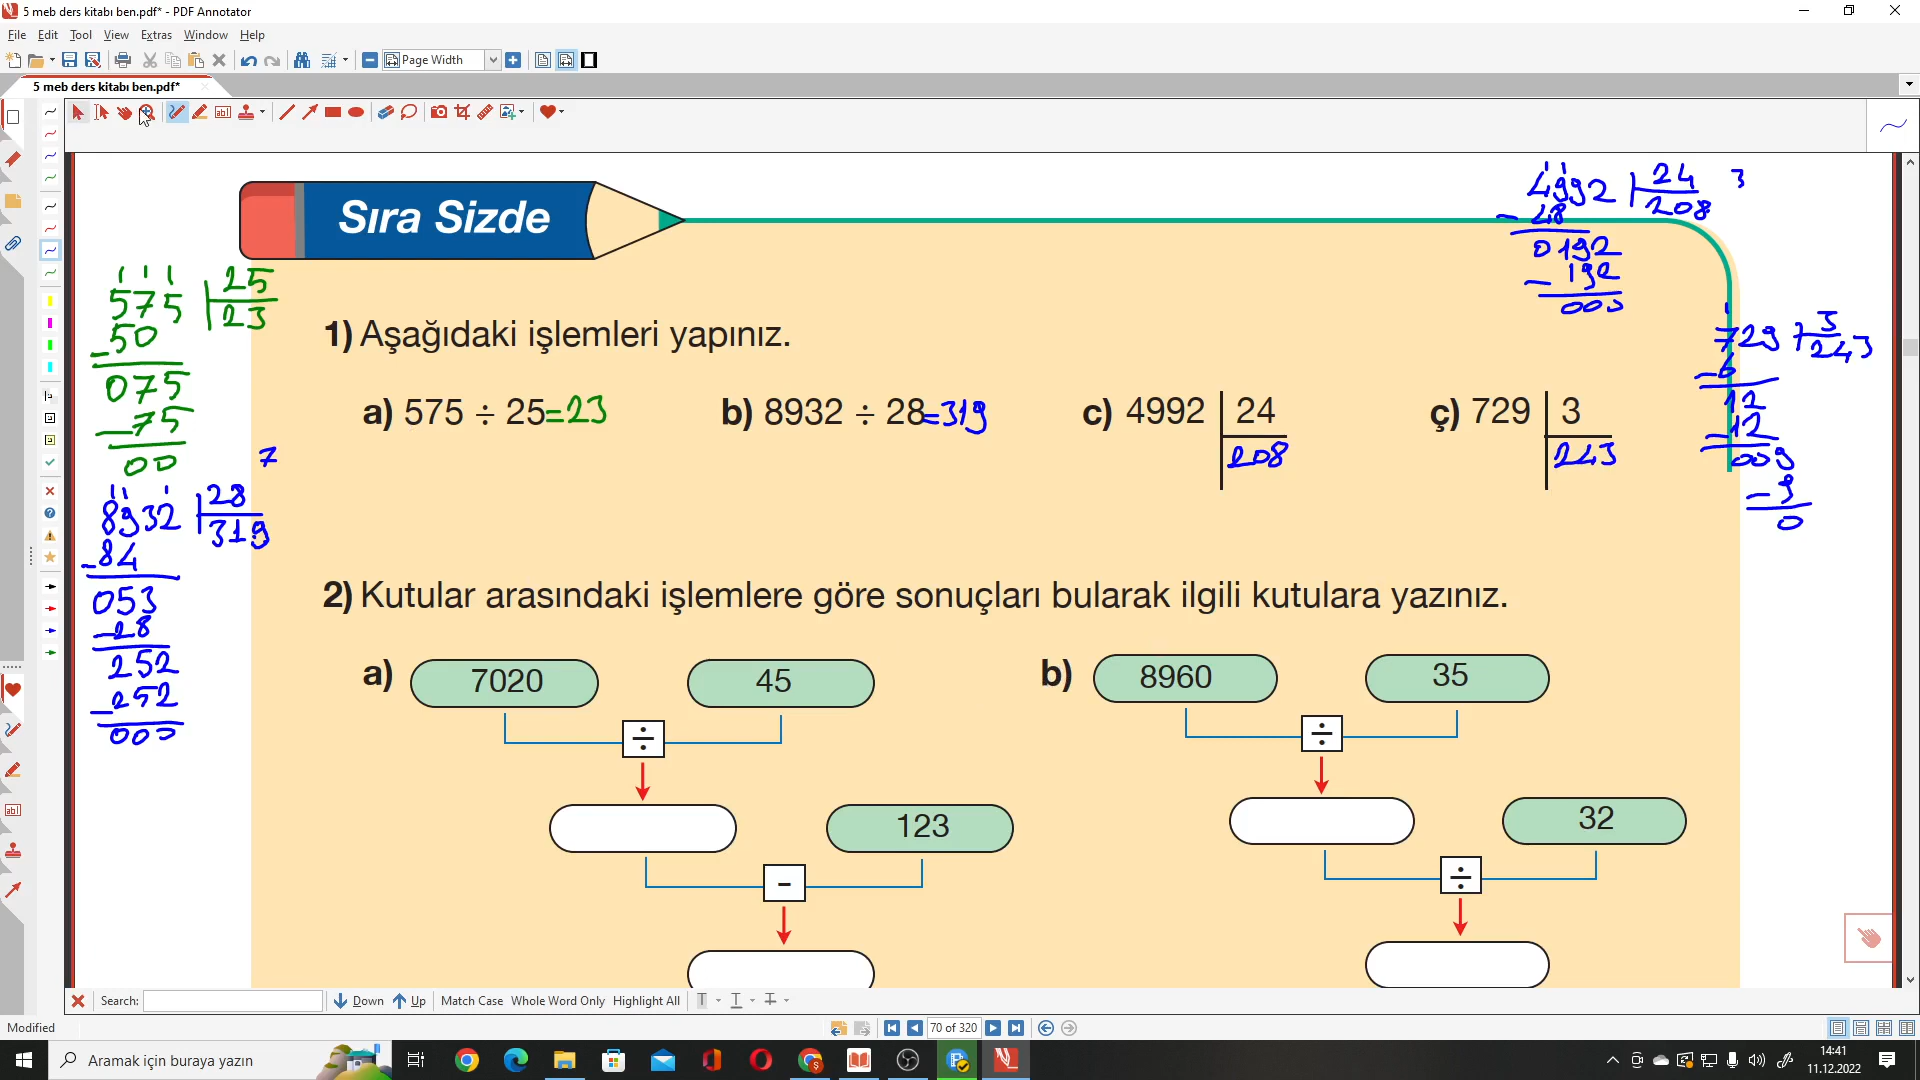 5 meb ders kitabı ben.pdf* - PDF Annotator
File Edit Tool View Extras Window Help
Page Width
5 meb ders kitabı ben.pdf*
Sıra Sizde
4992 24
208
- 48
0192
- 192
000
3
575 25
23
- 50
075
- 75
00
1) Aşağıdaki işlemleri yapınız.
729 3
243
- 6
12
- 12
009
- 9
0
a) 575 ÷ 25 =23
b) 8932 ÷ 28 =319
c) 4992 24
208
ç) 729 3
243
7
8932 28
319
- 84
053
- 28
252
- 252
000
2) Kutular arasındaki işlemlere göre sonuçları bularak ilgili kutulara yazınız.
a) 7020 45
÷
123
-
b) 8960 35
÷
32
÷
Search: Down Up Match Case Whole Word Only Highlight All
Modified
70 of 320
Aramak için buraya yazın
14:41
11.12.2022